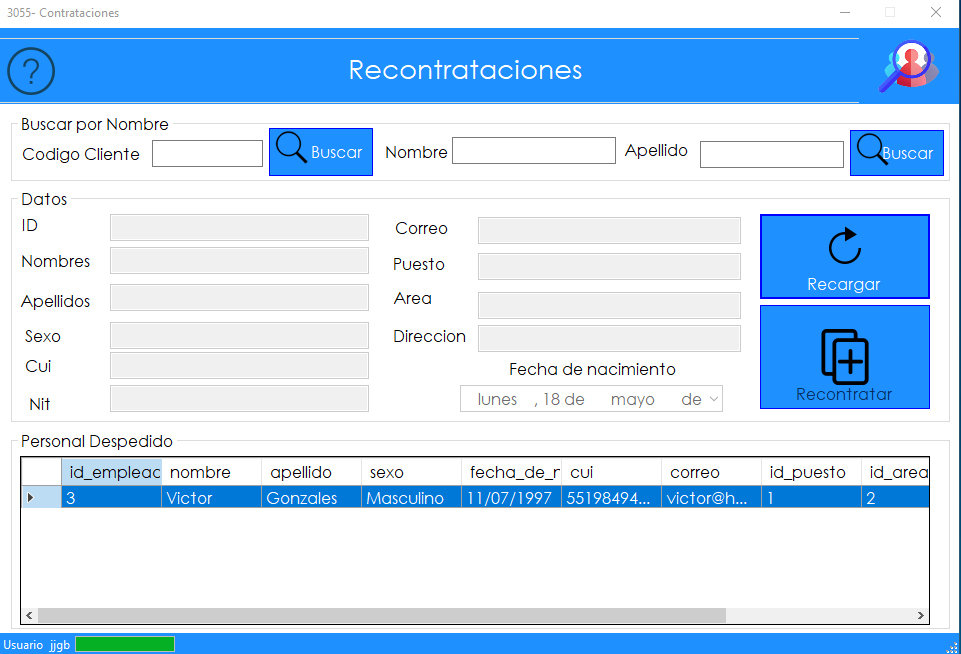 3055- Contrataciones
Recontrataciones
Buscar por Nombre
Codigo Cliente Buscar Nombre Apellido Buscar
Datos
ID
Nombres
Apellidos
Sexo
Cui
Nit
Correo
Puesto
Area
Direccion
Fecha de nacimiento
lunes , 18 de mayo de
Recargar
Recontratar
Personal Despedido
id_empleac nombre apellido sexo fecha_de_r cui correo id_puesto id_area
3 Victor Gonzales Masculino 11/07/1997 55198494... victor@h... 1 2
Usuario jjgb